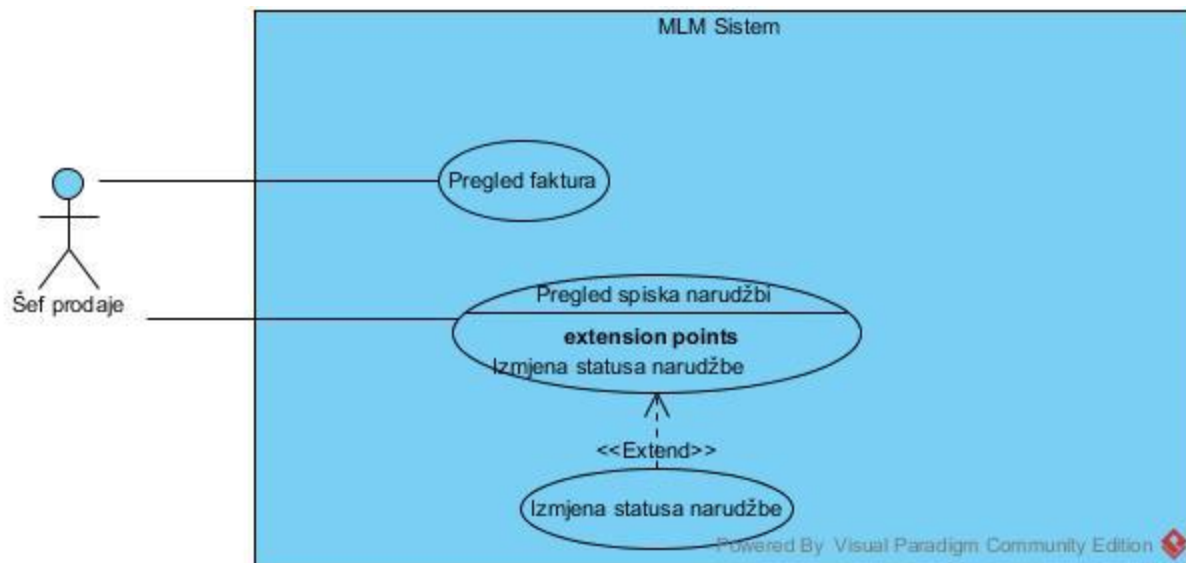 MLM Sistem
Pregled faktura
Šef prodaje
Pregled spiska narudžbi
extension points
Izmjena statusa narudžbe
<<Extend>>
Izmjena statusa narudžbe
Powered By Visual Paradigm Community Edition